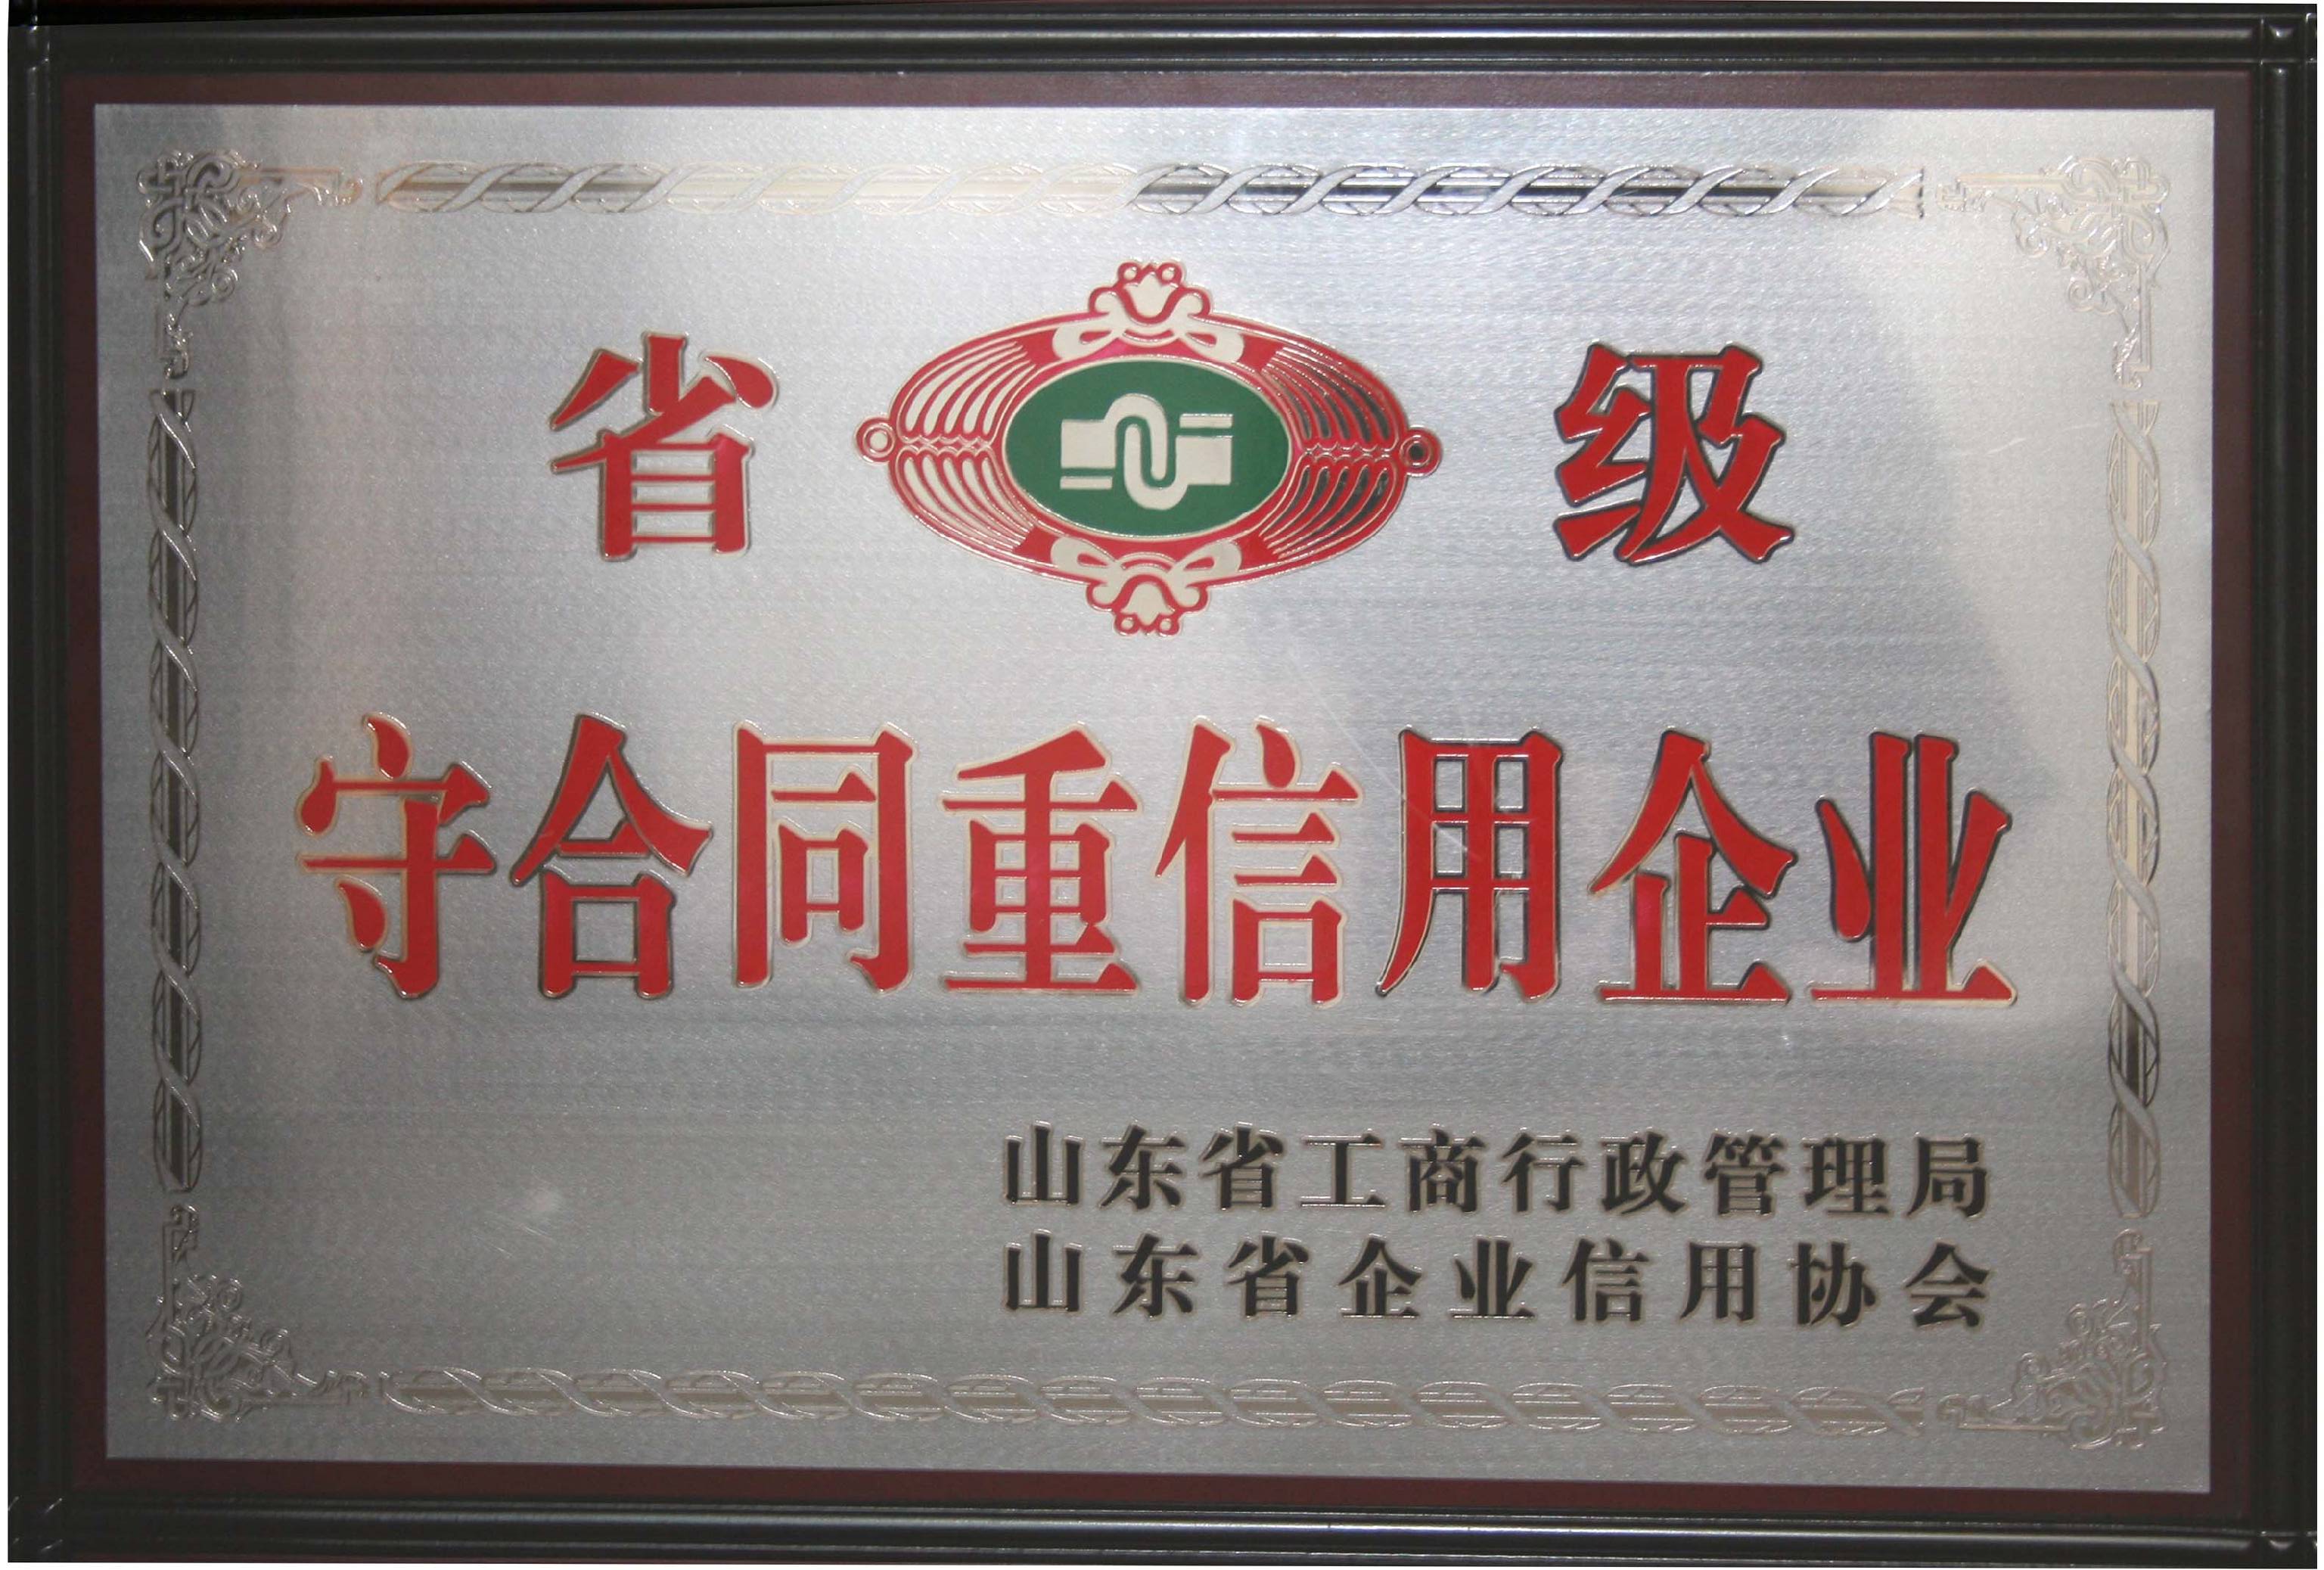 省级
守合同重信用企业
山东省工商行政管理局
山东省企业信用协会